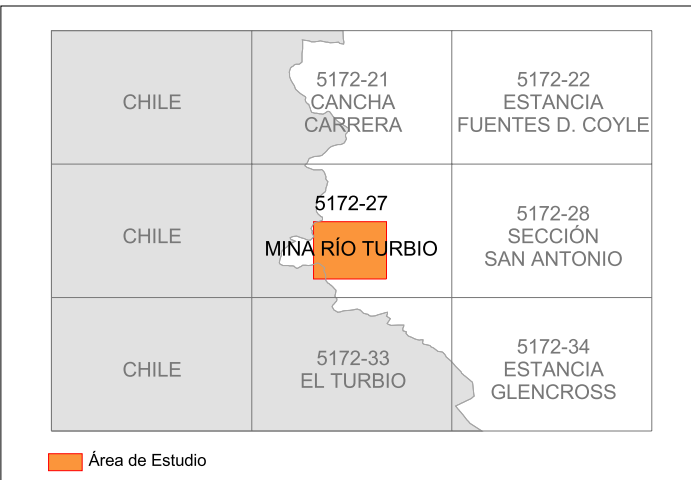 CHILE
5172-21
CANCHA
CARRERA
5172-22
ESTANCIA
FUENTES D. COYLE
CHILE
5172-27
MINA RÍO TURBIO
5172-28
SECCIÓN
SAN ANTONIO
CHILE
5172-33
EL TURBIO
5172-34
ESTANCIA
GLENCROSS
Área de Estudio